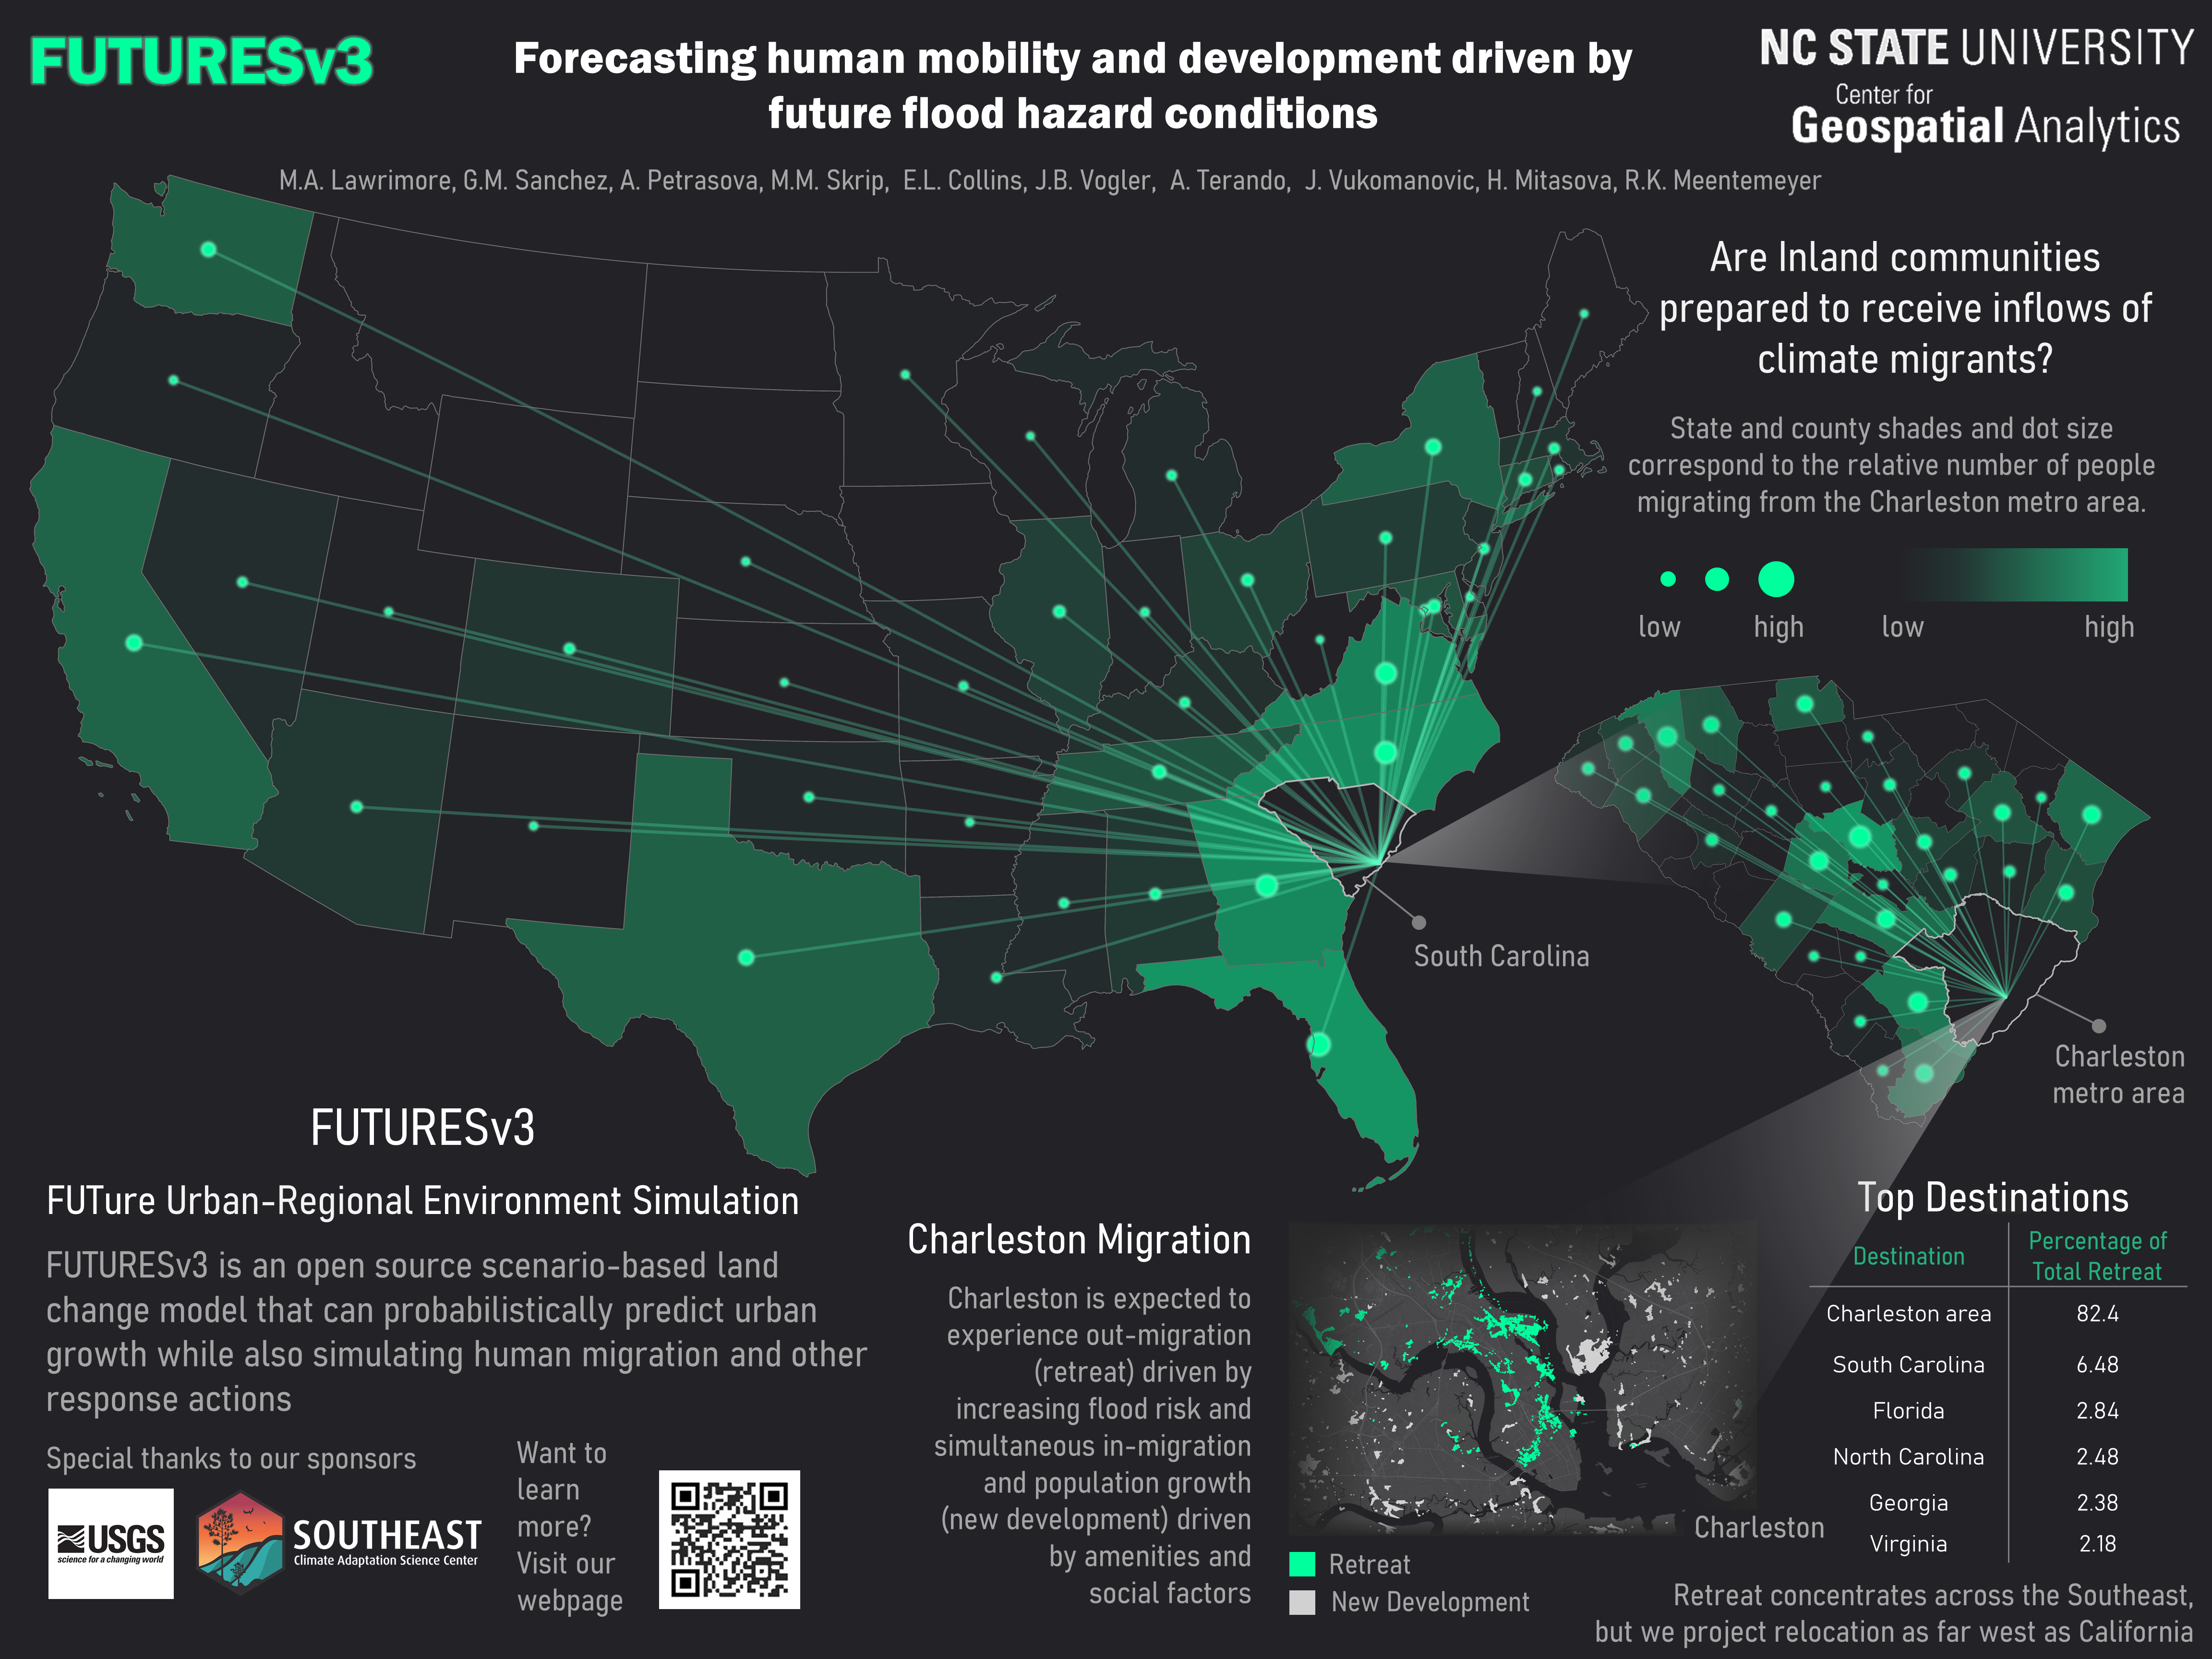 FUTURESv3
Forecasting human mobility and development driven by
future flood hazard conditions
NC STATE UNIVERSITY
Center for
Geospatial Analytics
M.A. Lawrimore, G.M. Sanchez, A. Petrasova, M.M. Skrip, E.L. Collins, J.B. Vogler, A. Terando, J. Vukomanovic, H. Mitasova, R.K. Meentemeyer
Are Inland communities
prepared to receive inflows of
climate migrants?
State and county shades and dot size
correspond to the relative number of people
migrating from the Charleston metro area.
low high low high
South Carolina
Charleston
metro area
FUTURESv3
FUTure Urban-Regional Environment Simulation
FUTURESv3 is an open source scenario-based land
change model that can probabilistically predict urban
growth while also simulating human migration and other
response actions
Special thanks to our sponsors
USGS
science for a changing world
SOUTHEAST
Climate Adaptation Science Center
Want to
learn
more?
Visit our
webpage
Charleston Migration
Charleston is expected to
experience out-migration
(retreat) driven by
increasing flood risk and
simultaneous in-migration
and population growth
(new development) driven
by amenities and
social factors
Charleston
Retreat
New Development
Top Destinations
Destination Percentage of
Total Retreat
Charleston area 82.4
South Carolina 6.48
Florida 2.84
North Carolina 2.48
Georgia 2.38
Virginia 2.18
Retreat concentrates across the Southeast,
but we project relocation as far west as California